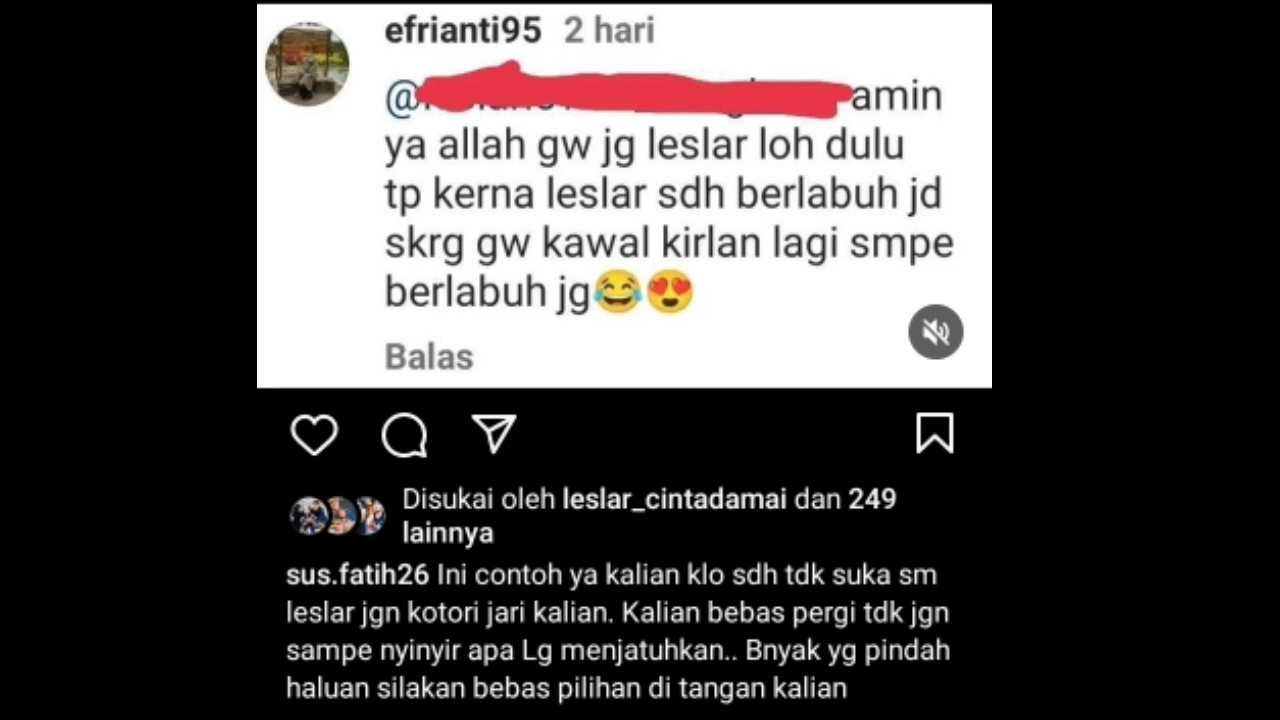 efrianti95 2 hari
@ amin
ya allah gw jg leslar loh dulu
tp kerna leslar sdh berlabuh jd
skrg gw kawal kirlan lagi smpe
berlabuh jg😂😍
Balas
Disukai oleh leslar_cintadamai dan 249
lainnya
sus.fatih26 Ini contoh ya kalian klo sdh tdk suka sm
leslar jgn kotori jari kalian. Kalian bebas pergi tdk jgn
sampe nyinyir apa Lg menjatuhkan.. Bnyak yg pindah
haluan silakan bebas pilihan di tangan kalian